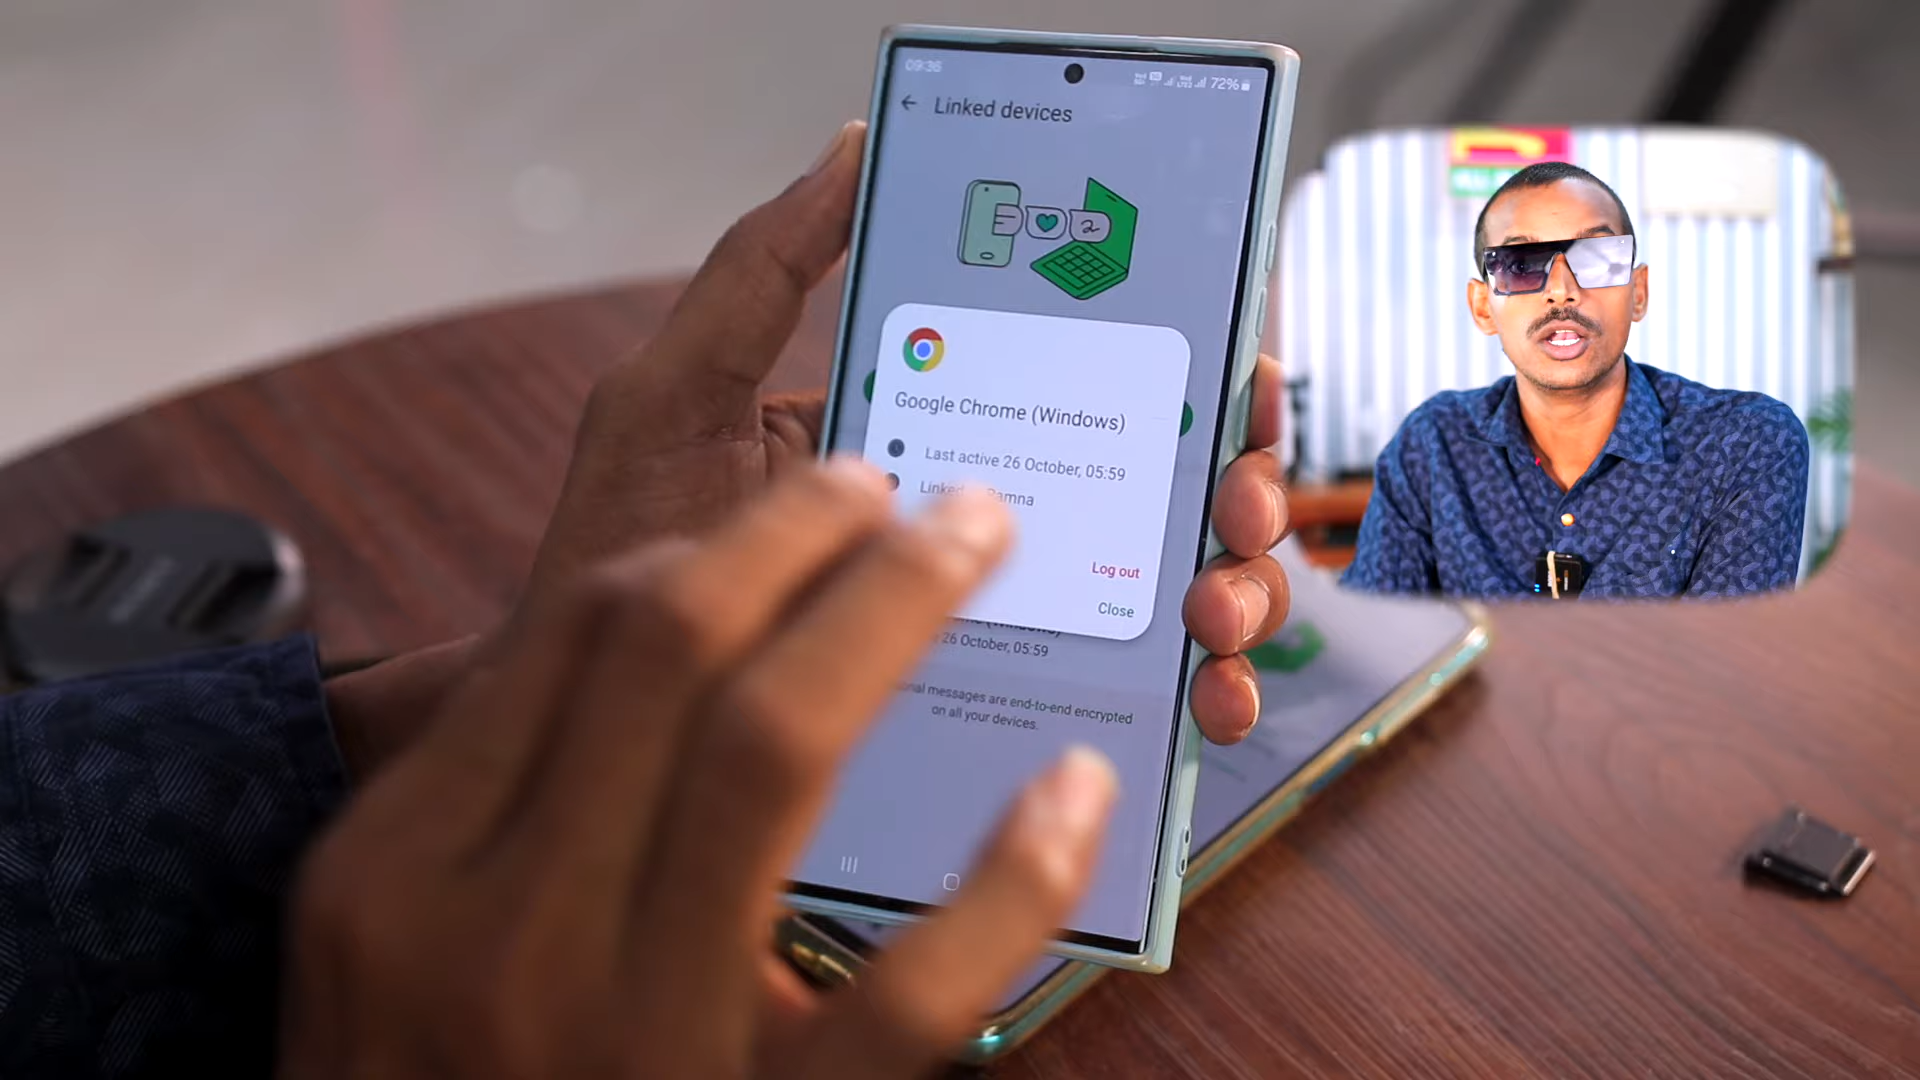 09:36
72%
Linked devices
Google Chrome (Windows)
Last active 26 October, 05:59
Linked
Log out
Close
26 October, 05:59
messages are end-to-end encrypted
on all your devices.